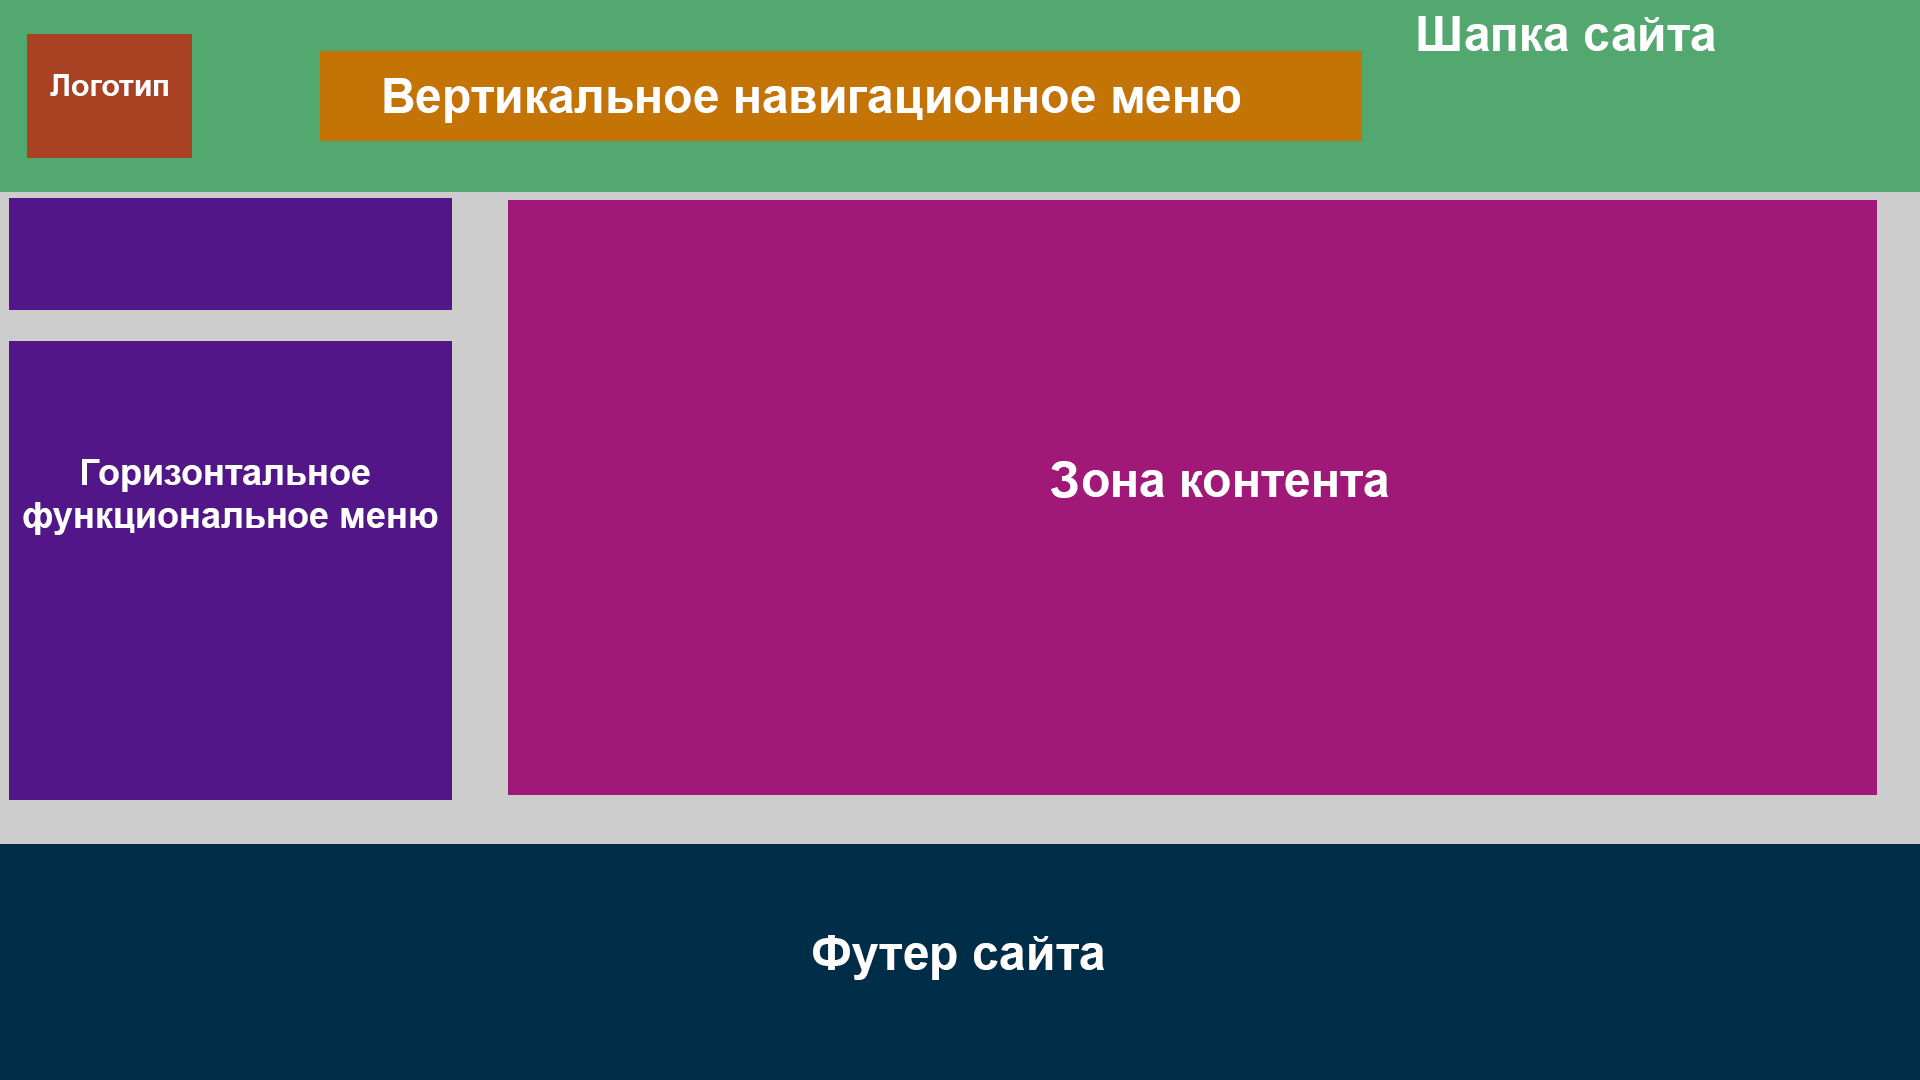 Шапка сайта
Логотип
Вертикальное навигационное меню
Горизонтальное
функциональное меню
Зона контента
Футер сайта